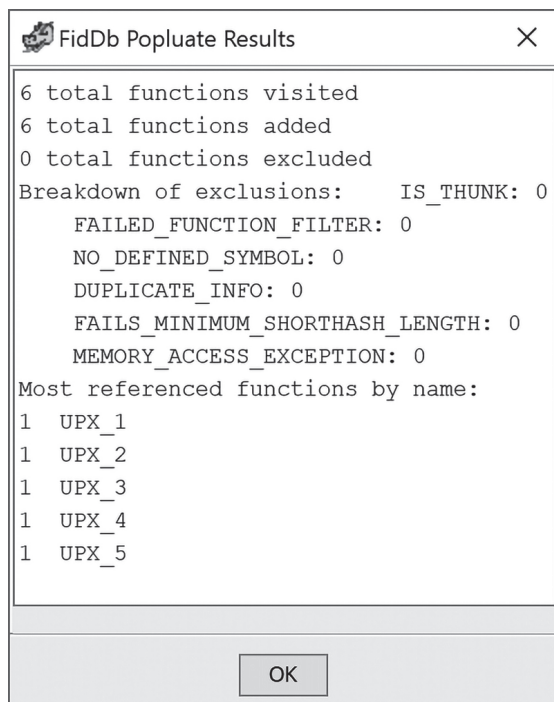 FidDb Popluate Results
6 total functions visited
6 total functions added
0 total functions excluded
Breakdown of exclusions:    IS_THUNK: 0
    FAILED_FUNCTION_FILTER: 0
    NO_DEFINED_SYMBOL: 0
    DUPLICATE_INFO: 0
    FAILS_MINIMUM_SHORTHASH_LENGTH: 0
    MEMORY_ACCESS_EXCEPTION: 0
Most referenced functions by name:
1  UPX_1
1  UPX_2
1  UPX_3
1  UPX_4
1  UPX_5
OK